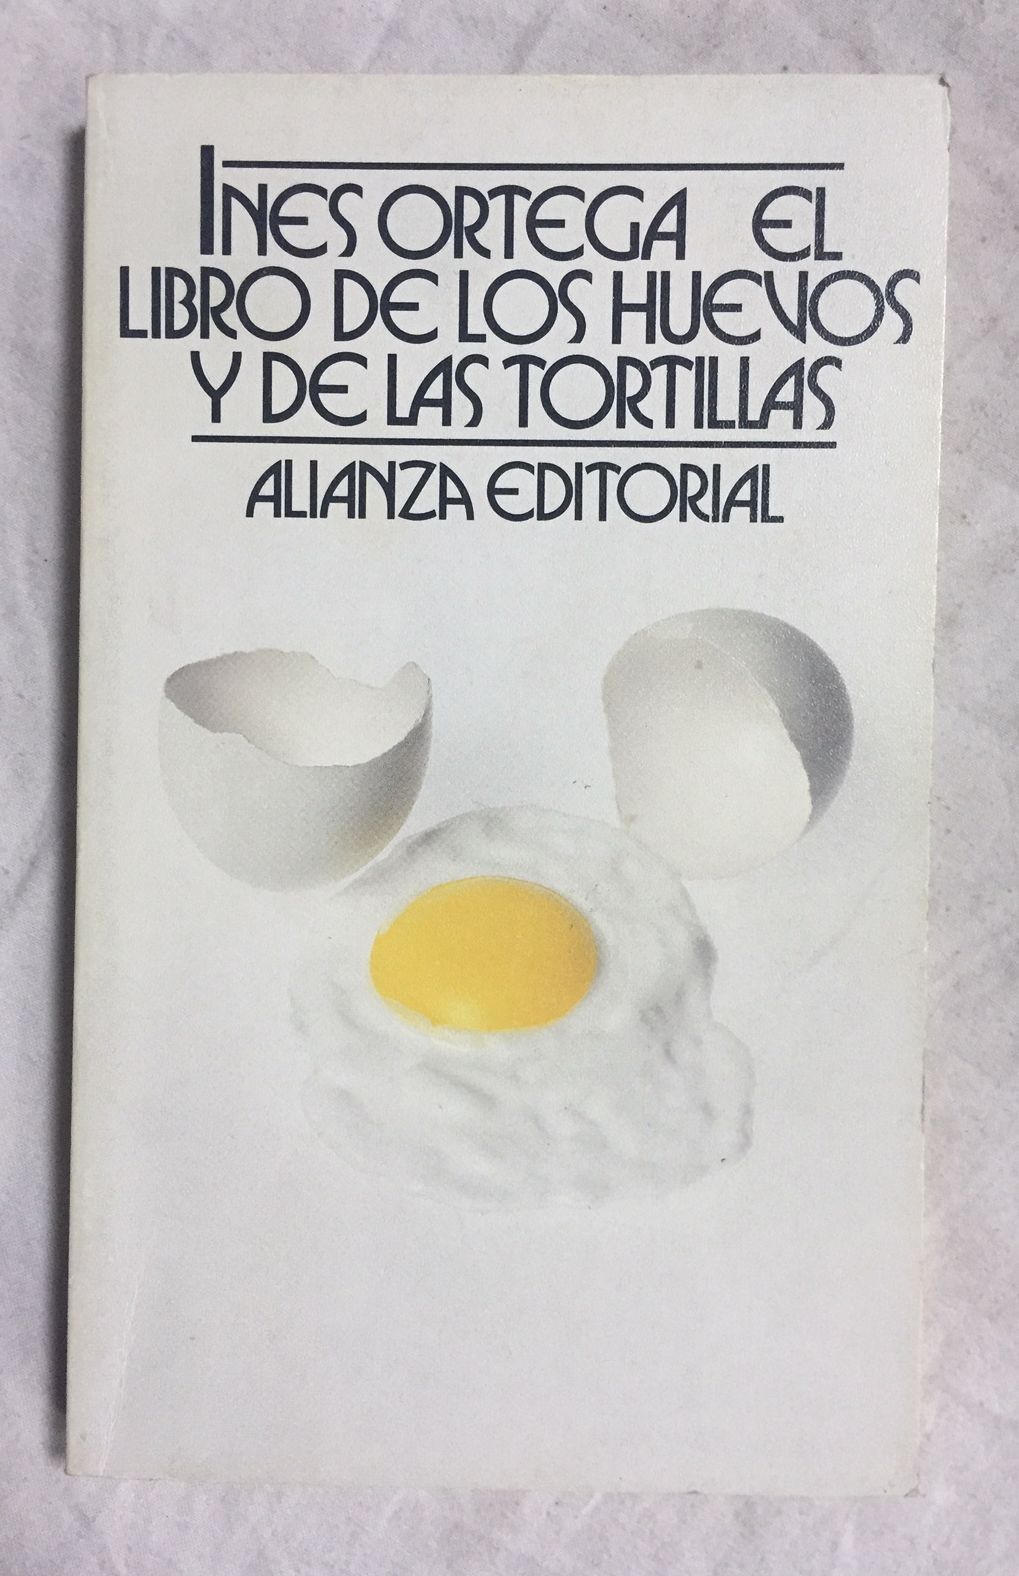 INES ORTEGA EL
LIBRO DE LOS HUEVOS
Y DE LAS TORTILLAS
ALIANZA EDITORIAL